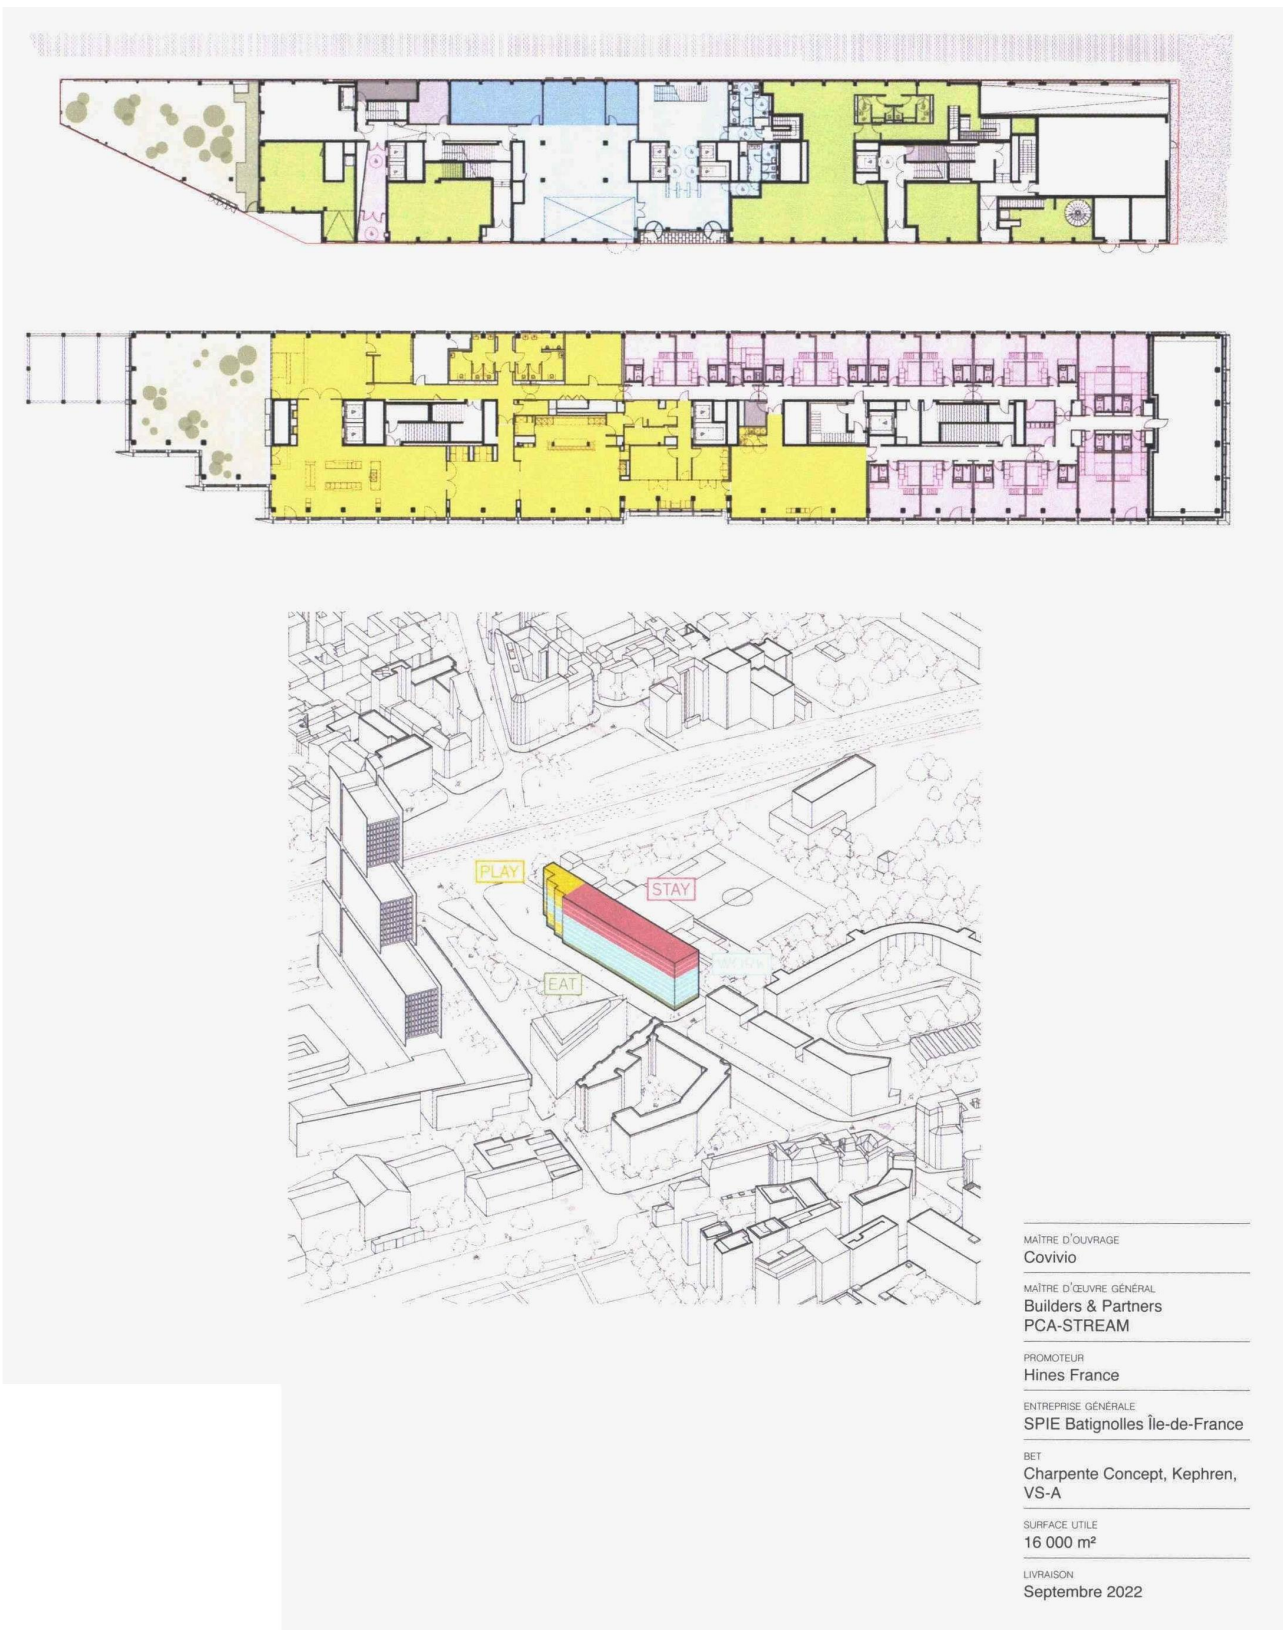 PLAY
STAY
WORK
EAT
MAÎTRE D'OUVRAGE
Covivio
MAÎTRE D'ŒUVRE GÉNÉRAL
Builders & Partners
PCA-STREAM
PROMOTEUR
Hines France
ENTREPRISE GÉNÉRALE
SPIE Batignolles Île-de-France
BET
Charpente Concept, Kephren,
VS-A
SURFACE UTILE
16 000 m²
LIVRAISON
Septembre 2022